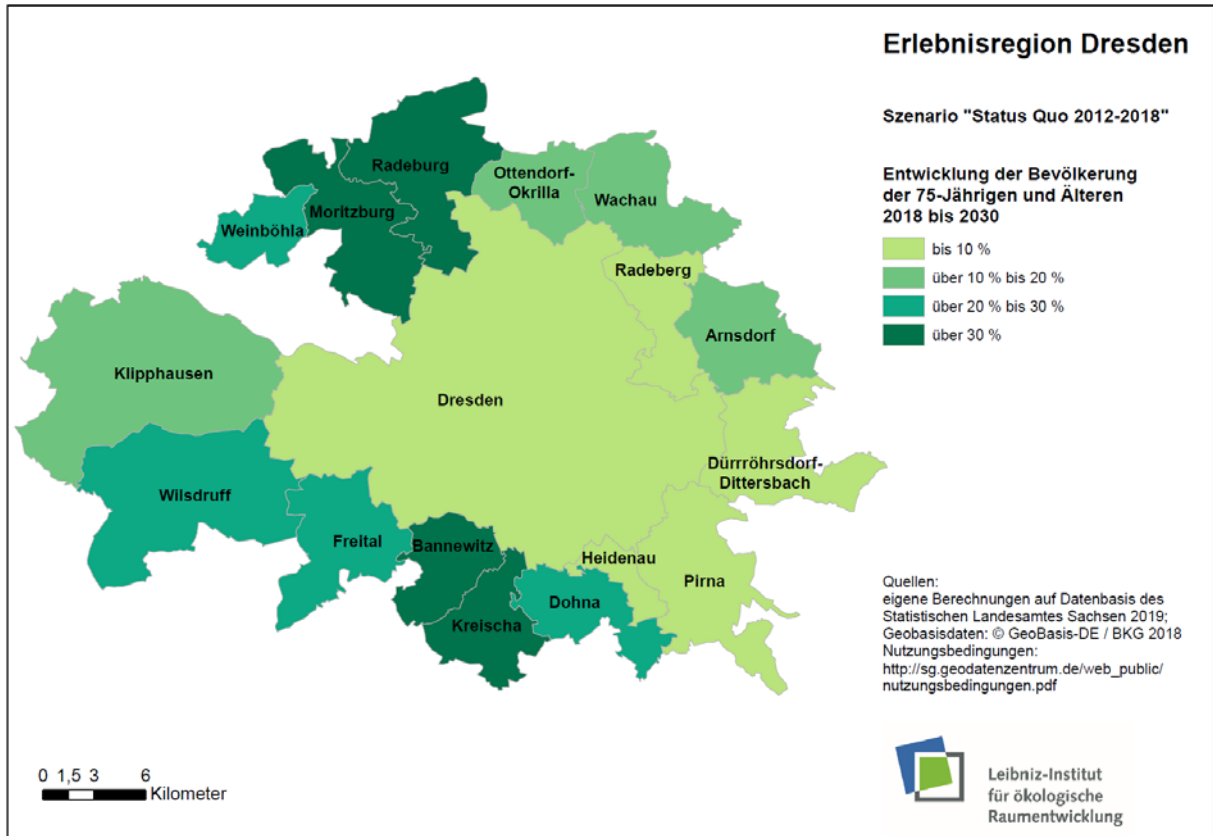 Erlebnisregion Dresden
Szenario "Status Quo 2012-2018"
Entwicklung der Bevölkerung
der 75-Jährigen und Älteren
2018 bis 2030
bis 10 %
über 10 % bis 20 %
über 20 % bis 30 %
über 30 %
Radeburg
Ottendorf-
Okrilla
Wachau
Moritzburg
Weinböhla
Radeberg
Arnsdorf
Klipphausen
Dresden
Dürrröhrsdorf-
Dittersbach
Wilsdruff
Freital
Bannewitz
Heidenau
Pirna
Dohna
Kreischa
Quellen:
eigene Berechnungen auf Datenbasis des
Statistischen Landesamtes Sachsen 2019;
Geobasisdaten: © GeoBasis-DE / BKG 2018
Nutzungsbedingungen:
http://sg.geodatenzentrum.de/web_public/
nutzungsbedingungen.pdf
0 1,5 3 6
Kilometer
Leibniz-Institut
für ökologische
Raumentwicklung